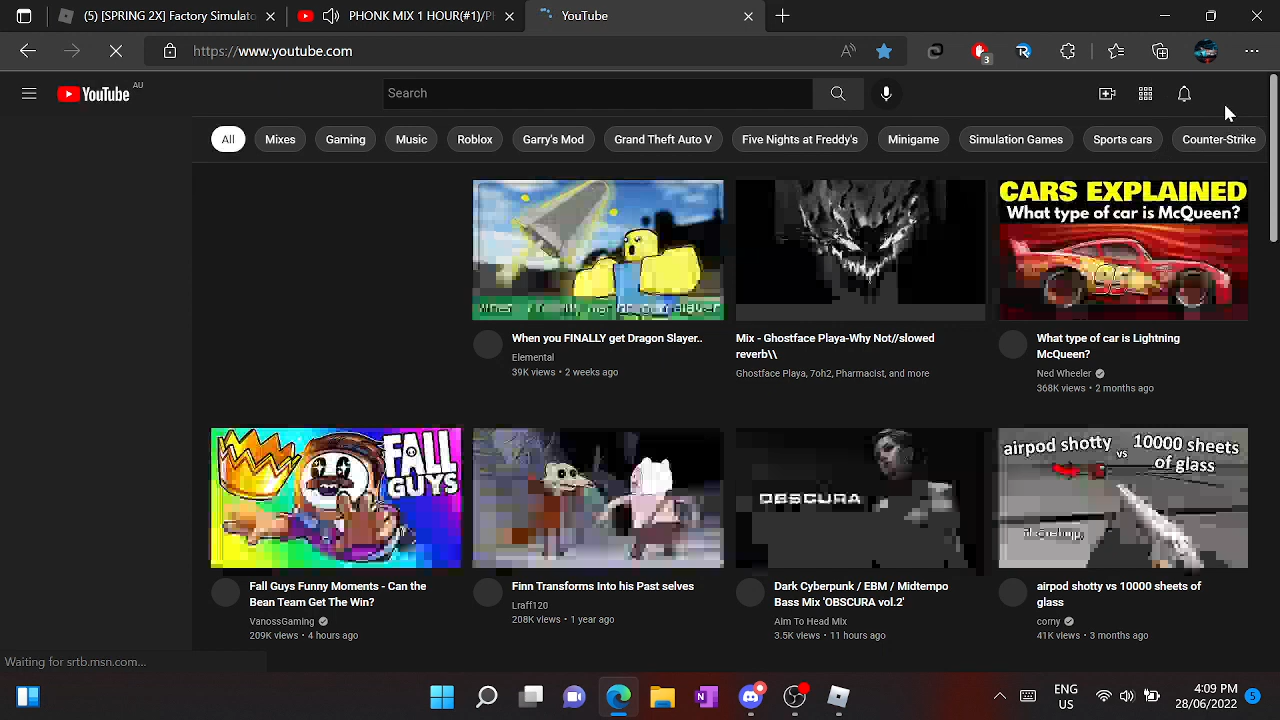 (5) [SPRING 2X] Factory Simulato
PHONK MIX 1 HOUR(#1)/P
YouTube
https://www.youtube.com
3
YouTube
AU
Search
All
Mixes
Gaming
Music
Roblox
Garry's Mod
Grand Theft Auto V
Five Nights at Freddy's
Minigame
Simulation Games
Sports cars
Counter-Strike
CARS EXPLAINED
What type of car is McQueen?
95
When you FINALLY get Dragon Slayer..
Elemental
39K views • 2 weeks ago
Mix - Ghostface Playa-Why Not//slowed
reverb\\
Ghostface Playa, 7oh2, Pharmacist, and more
What type of car is Lightning
McQueen?
Ned Wheeler
368K views • 2 months ago
FALL
GUYS
OBSCURA
airpod shotty
vs
10000 sheets
of glass
Fall Guys Funny Moments - Can the
Bean Team Get The Win?
VanossGaming
209K views • 4 hours ago
Finn Transforms Into his Past selves
Lraff120
208K views • 1 year ago
Dark Cyberpunk / EBM / Midtempo
Bass Mix 'OBSCURA vol.2'
Aim To Head Mix
3.5K views • 11 hours ago
airpod shotty vs 10000 sheets of
glass
corny
41K views • 3 months ago
Waiting for srtb.msn.com...
ENG
US
4:09 PM
28/06/2022
5